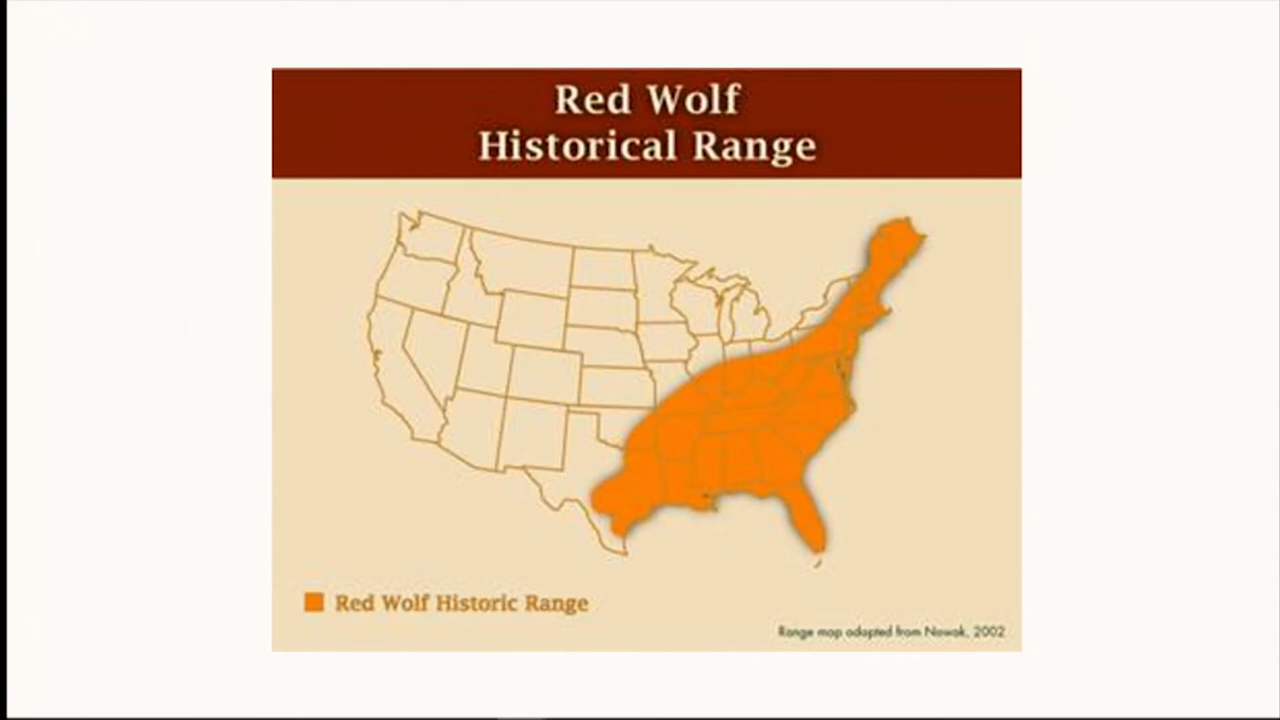 Red Wolf
Historical Range
Red Wolf Historic Range
Range map adapted from Nowak, 2002